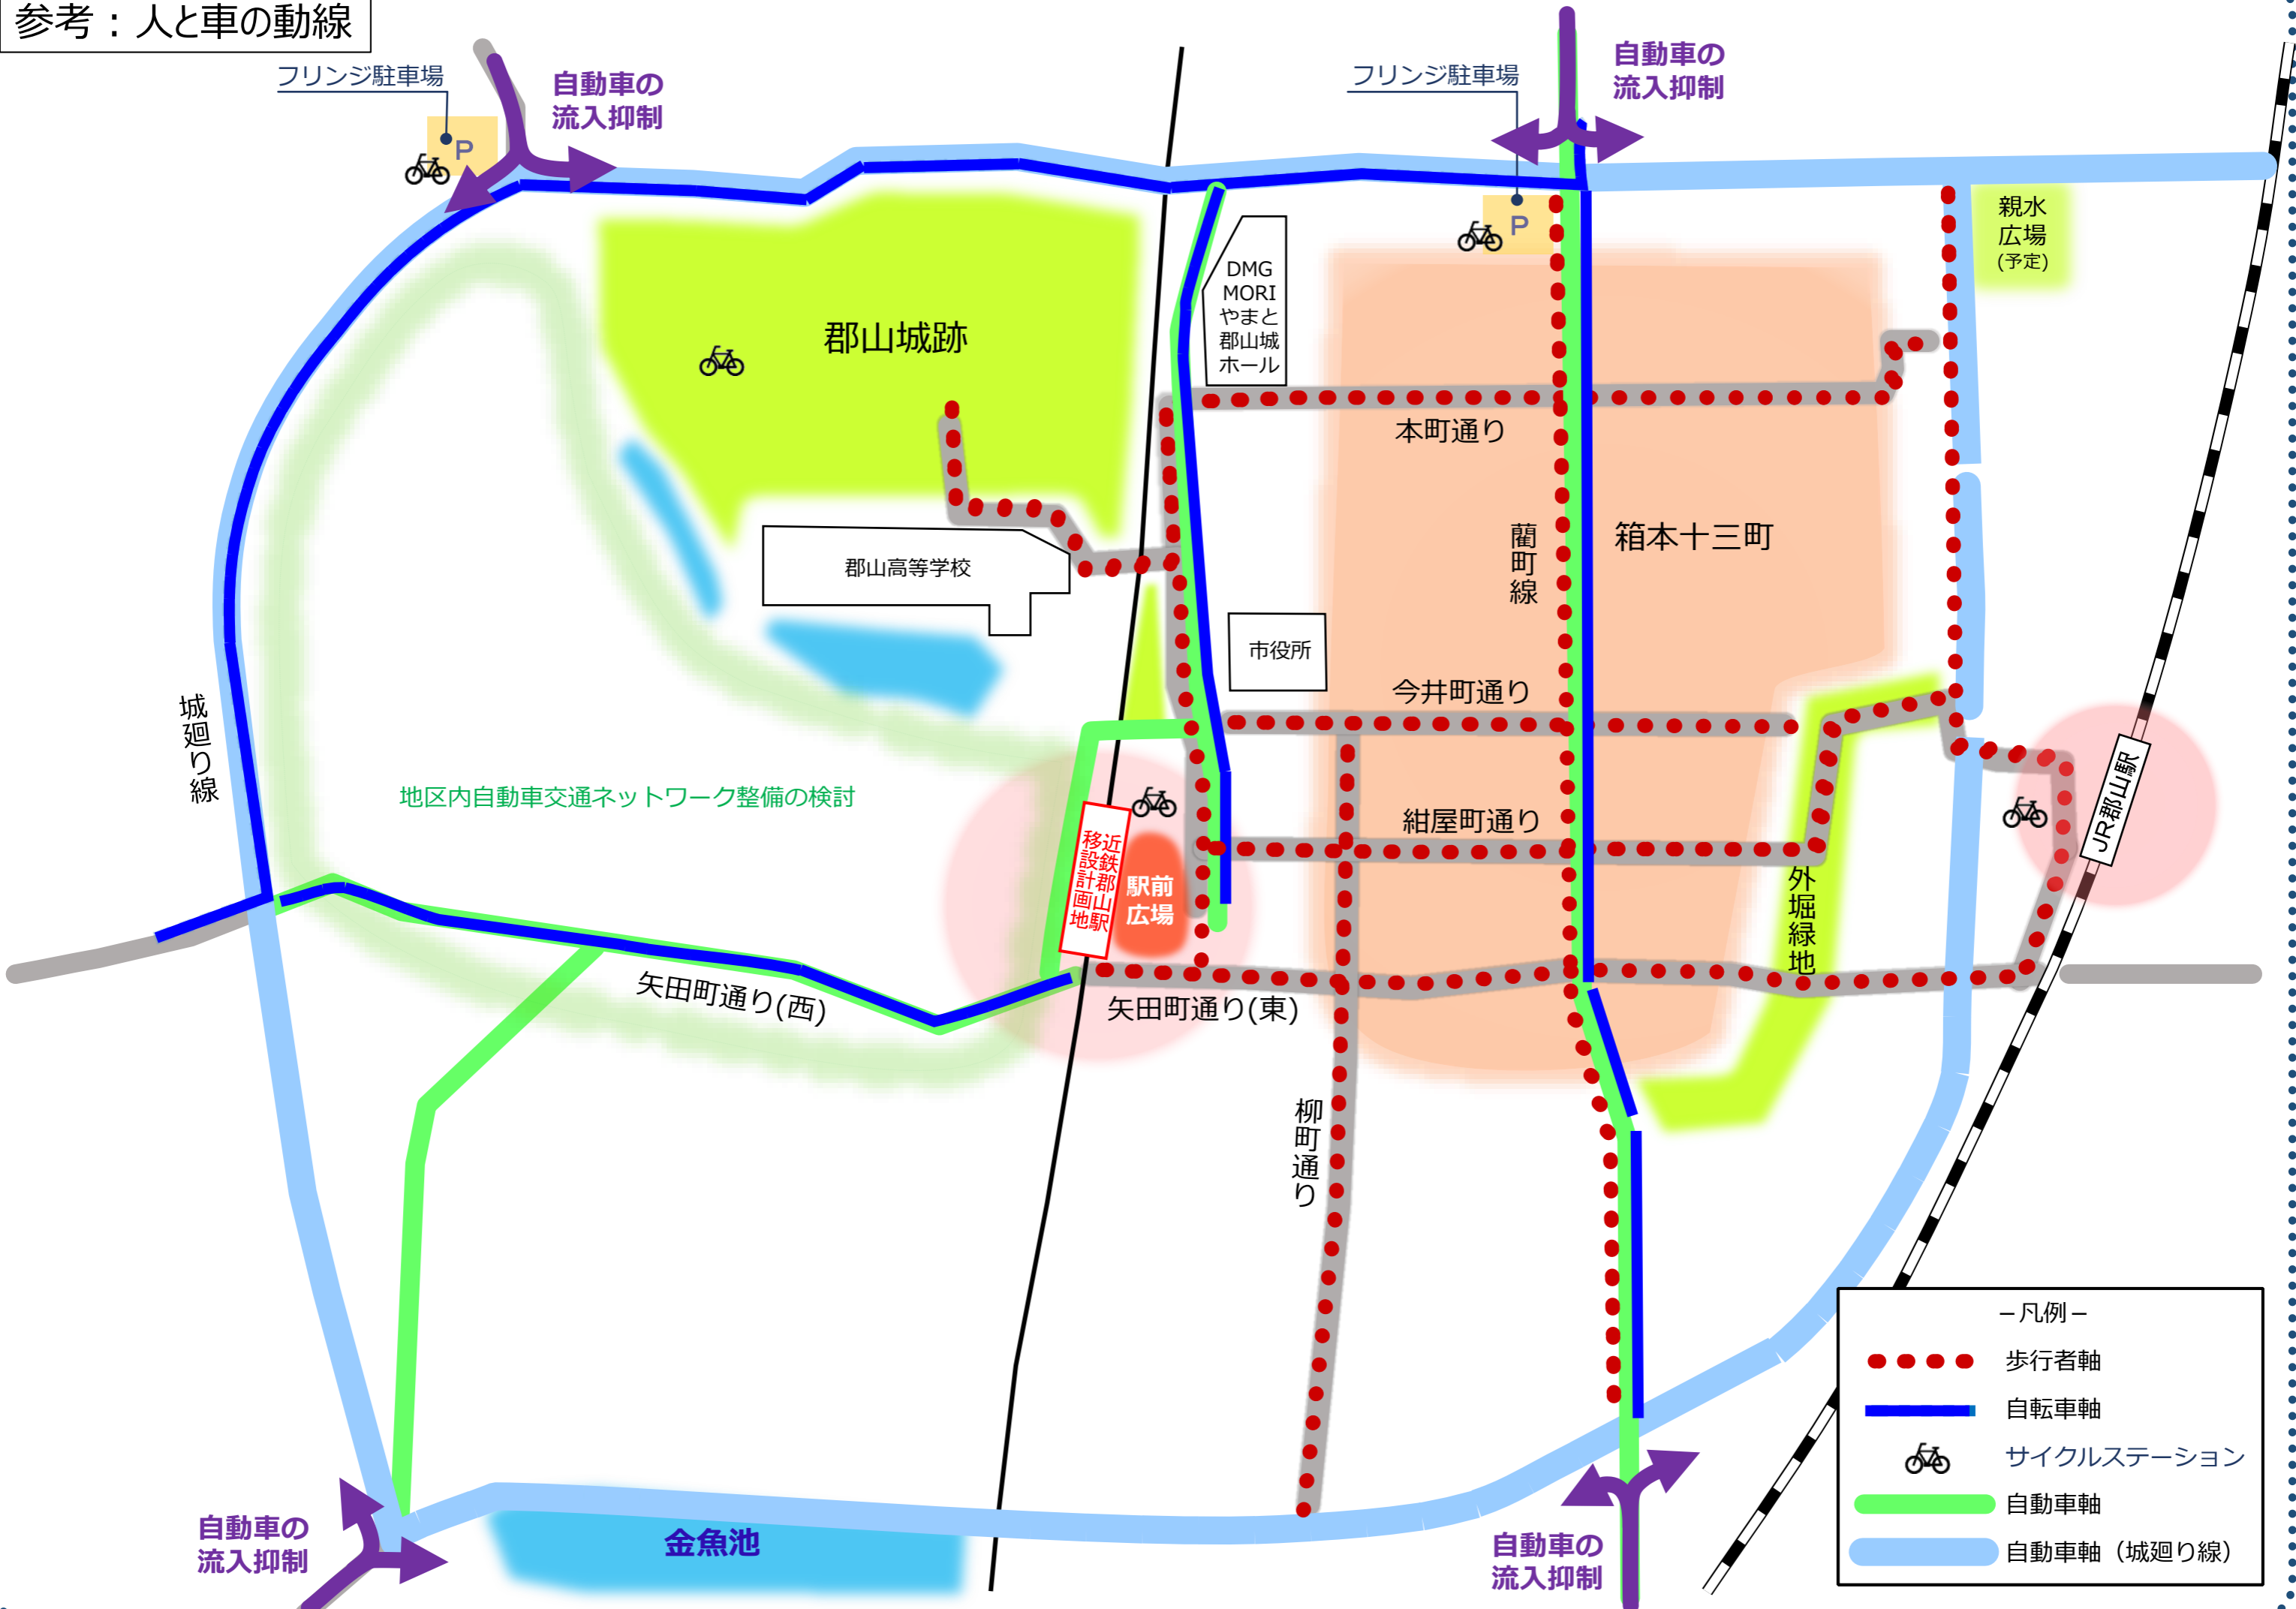 参考：人と車の動線
フリンジ駐車場
自動車の
流入抑制
P
フリンジ駐車場
自動車の
流入抑制
P
親水
広場
(予定)
DMG
MORI
やまと
郡山城
ホール
郡山城跡
本町通り
藺町線
箱本十三町
郡山高等学校
市役所
今井町通り
城廻り線
地区内自動車交通ネットワーク整備の検討
紺屋町通り
JR郡山駅
近鉄郡山駅
移設計画地
駅前
広場
外堀緑地
矢田町通り(西)
矢田町通り(東)
柳町通り
自動車の
流入抑制
金魚池
自動車の
流入抑制
－凡例－
歩行者軸
自転車軸
サイクルステーション
自動車軸
自動車軸（城廻り線）